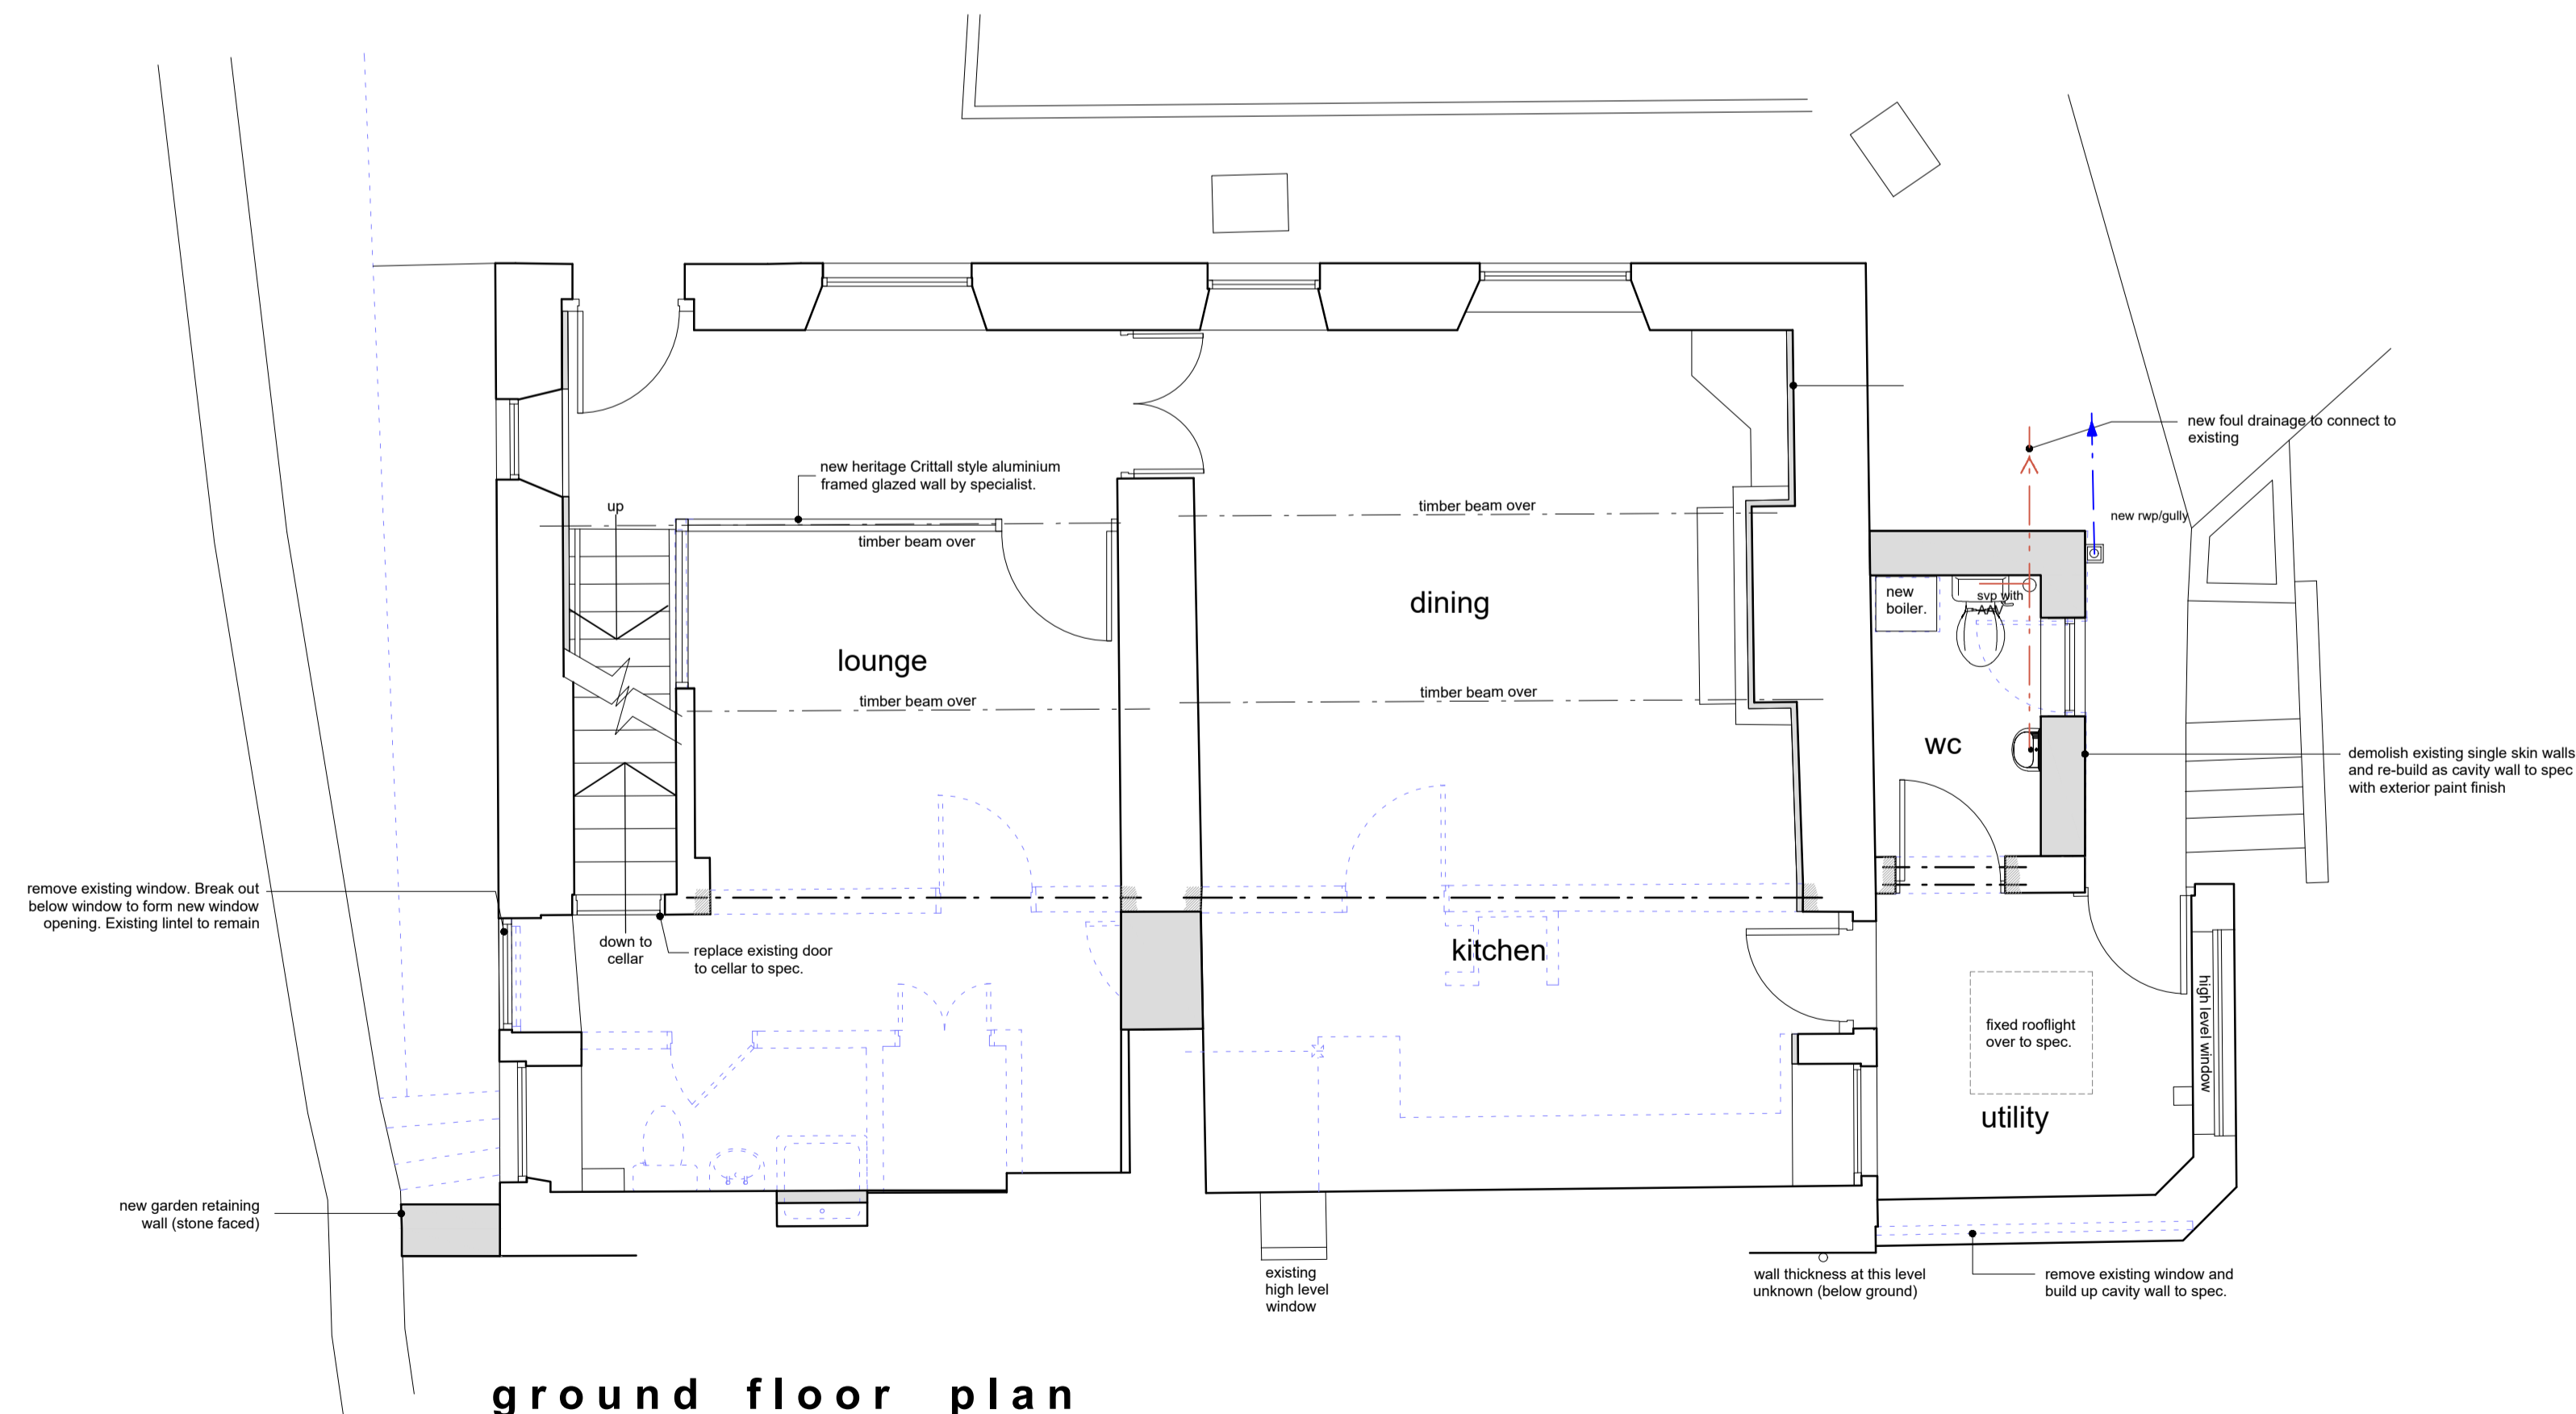 new foul drainage to connect to
existing
new heritage Crittall style aluminium
framed glazed wall by specialist.
up
timber beam over
new rwp/gully
timber beam over
new
boiler.
svp with
AAV
dining
lounge
timber beam over
timber beam over
wc
demolish existing single skin walls
and re-build as cavity wall to spec
with exterior paint finish
remove existing window. Break out
below window to form new window
opening. Existing lintel to remain
down to
cellar
replace existing door
to cellar to spec.
kitchen
high level window
fixed rooflight
over to spec.
utility
new garden retaining
wall (stone faced)
existing
high level
window
wall thickness at this level
unknown (below ground)
remove existing window and
build up cavity wall to spec.
ground floor plan